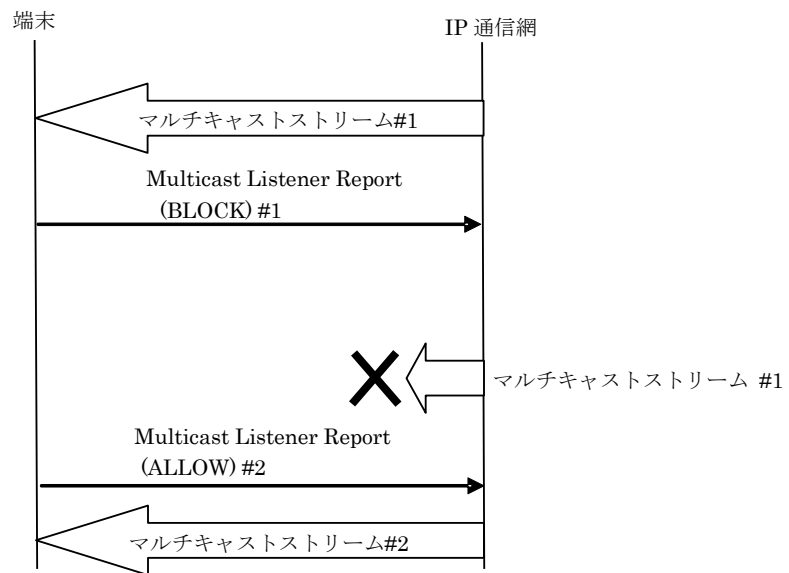 端末
IP 通信網
マルチキャストストリーム#1
Multicast Listener Report
(BLOCK) #1
マルチキャストストリーム #1
Multicast Listener Report
(ALLOW) #2
マルチキャストストリーム#2